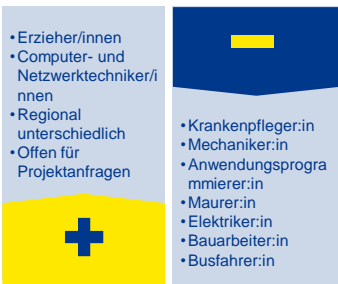 •Erzieher/innen
•Computer- und
Netzwerktechniker/i
nnen
•Regional
unterschiedlich
•Offen für
Projektanfragen
•Krankenpfleger:in
•Mechaniker:in
•Anwendungsprogra
mmierer:in
•Maurer:in
•Elektriker:in
•Bauarbeiter:in
•Busfahrer:in